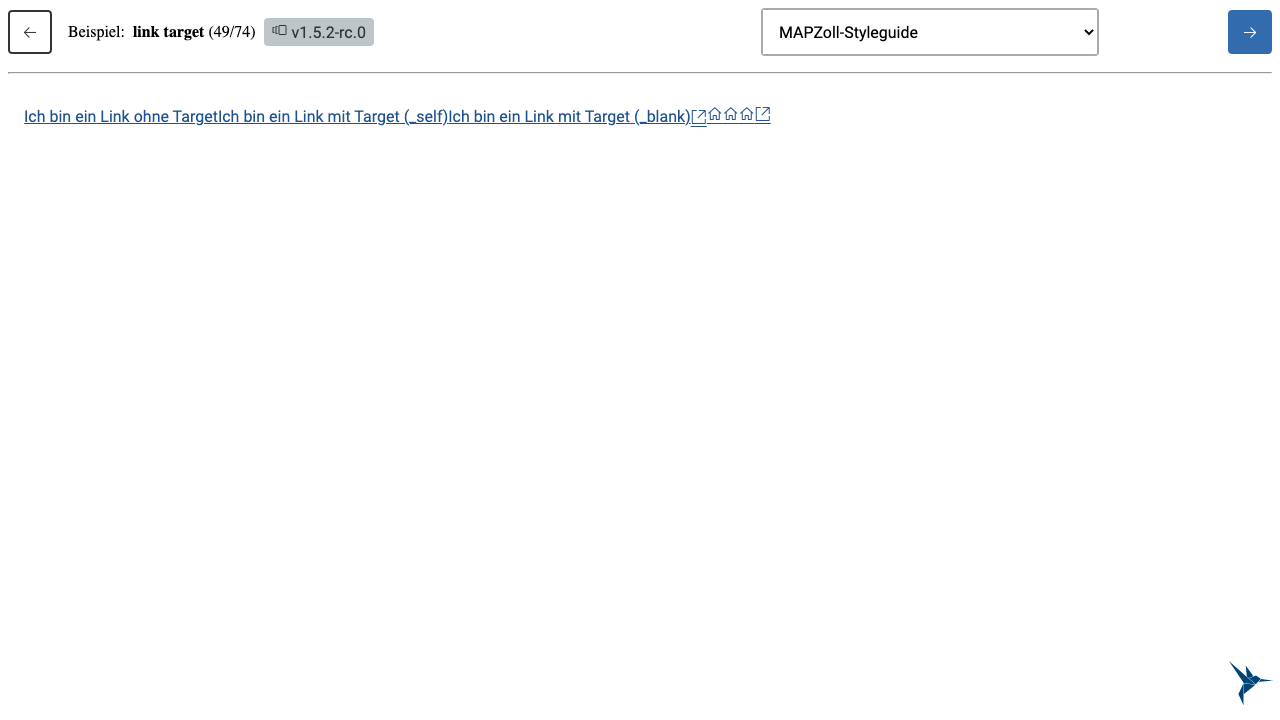 Beispiel: link target (49/74) v1.5.2-rc.0 MAPZoll-Styleguide
Ich bin ein Link ohne TargetIch bin ein Link mit Target (_self)Ich bin ein Link mit Target (_blank)